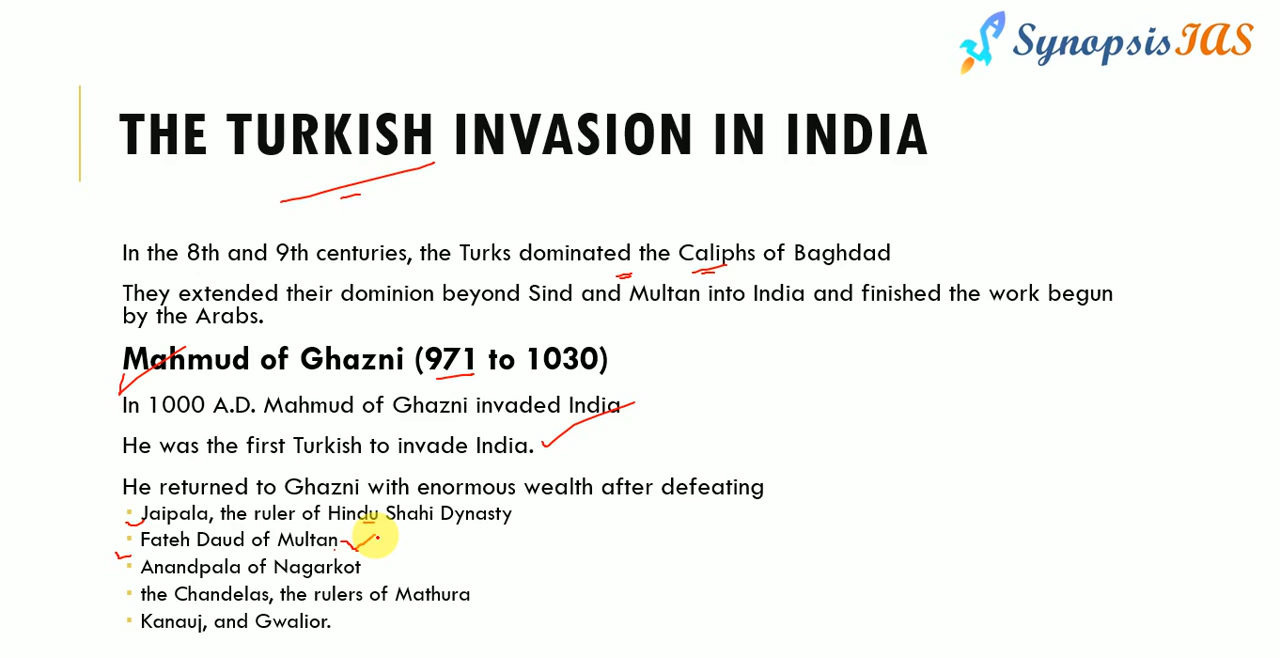 SynopsisIAS
THE TURKISH INVASION IN INDIA
In the 8th and 9th centuries, the Turks dominated the Caliphs of Baghdad
They extended their dominion beyond Sind and Multan into India and finished the work begun
by the Arabs.
Mahmud of Ghazni (971 to 1030)
In 1000 A.D. Mahmud of Ghazni invaded India
He was the first Turkish to invade India.
He returned to Ghazni with enormous wealth after defeating
▪ Jaipala, the ruler of Hindu Shahi Dynasty
▪ Fateh Daud of Multan
▪ Anandpala of Nagarkot
▪ the Chandelas, the rulers of Mathura
▪ Kanauj, and Gwalior.